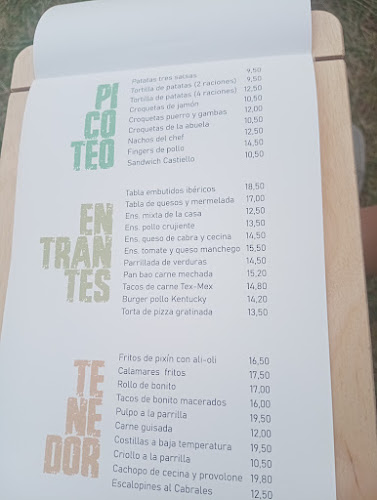 PI
CO
TEO
Patatas tres salsas 9,50
Tortilla de patatas (2 raciones) 9,50
Tortilla de patatas (4 raciones) 12,50
Croquetas de jamón 10,50
Croquetas puerro y gambas 12,00
Croquetas de la abuela 10,50
Nachos del chef 12,50
Fingers de pollo 14,50
Sandwich Castiello 10,50
EN
TRAN
TES
Tabla embutidos ibéricos 18,50
Tabla de quesos y mermelada 17,00
Ens. mixta de la casa 12,50
Ens. pollo crujiente 13,50
Ens. queso de cabra y cecina 14,50
Ens. tomate y queso manchego 15,50
Parrillada de verduras 14,50
Pan bao carne mechada 15,20
Tacos de carne Tex-Mex 14,80
Burger pollo Kentucky 14,20
Torta de pizza gratinada 13,50
TE
NE
DOR
Fritos de pixín con ali-oli 16,50
Calamares fritos 17,50
Rollo de bonito 17,00
Tacos de bonito macerados 16,00
Pulpo a la parrilla 19,50
Carne guisada 12,00
Costillas a baja temperatura 19,50
Criollo a la parrilla 10,50
Cachopo de cecina y provolone 19,80
Escalopines al Cabrales 12,50